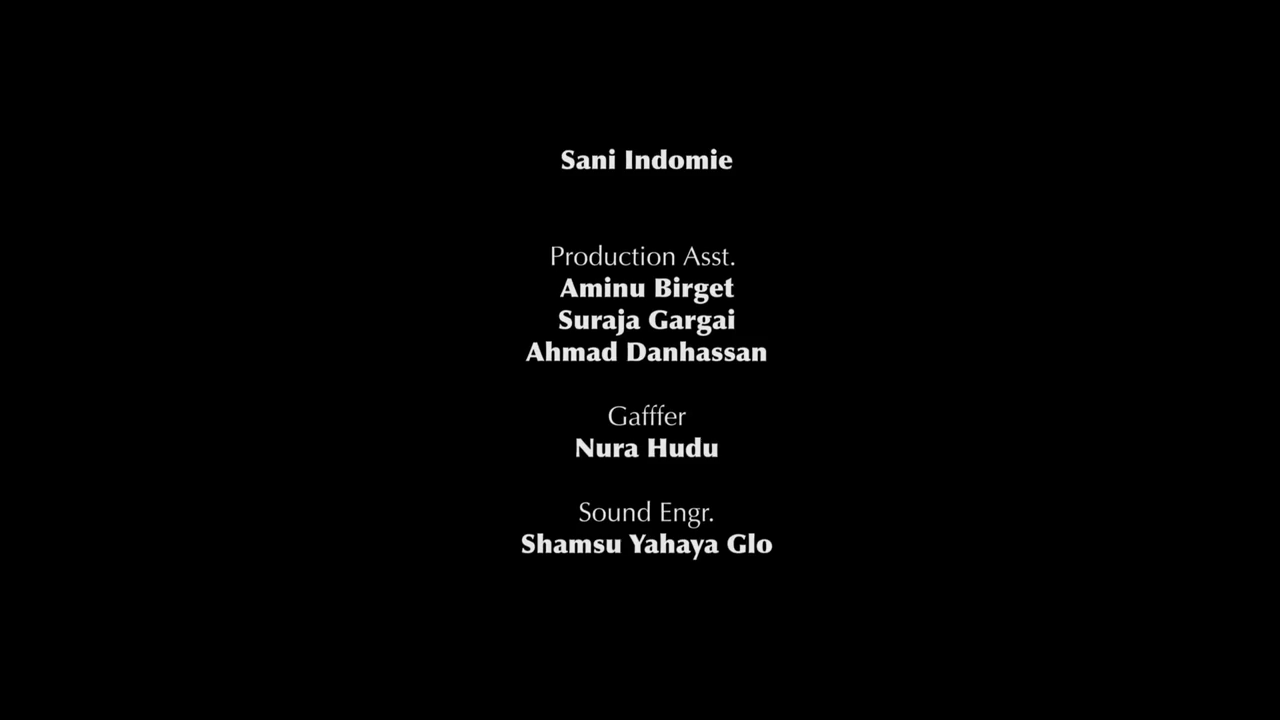 Sani Indomie
Production Asst.
Aminu Birget
Suraja Gargai
Ahmad Danhassan
Gafffer
Nura Hudu
Sound Engr.
Shamsu Yahaya Glo